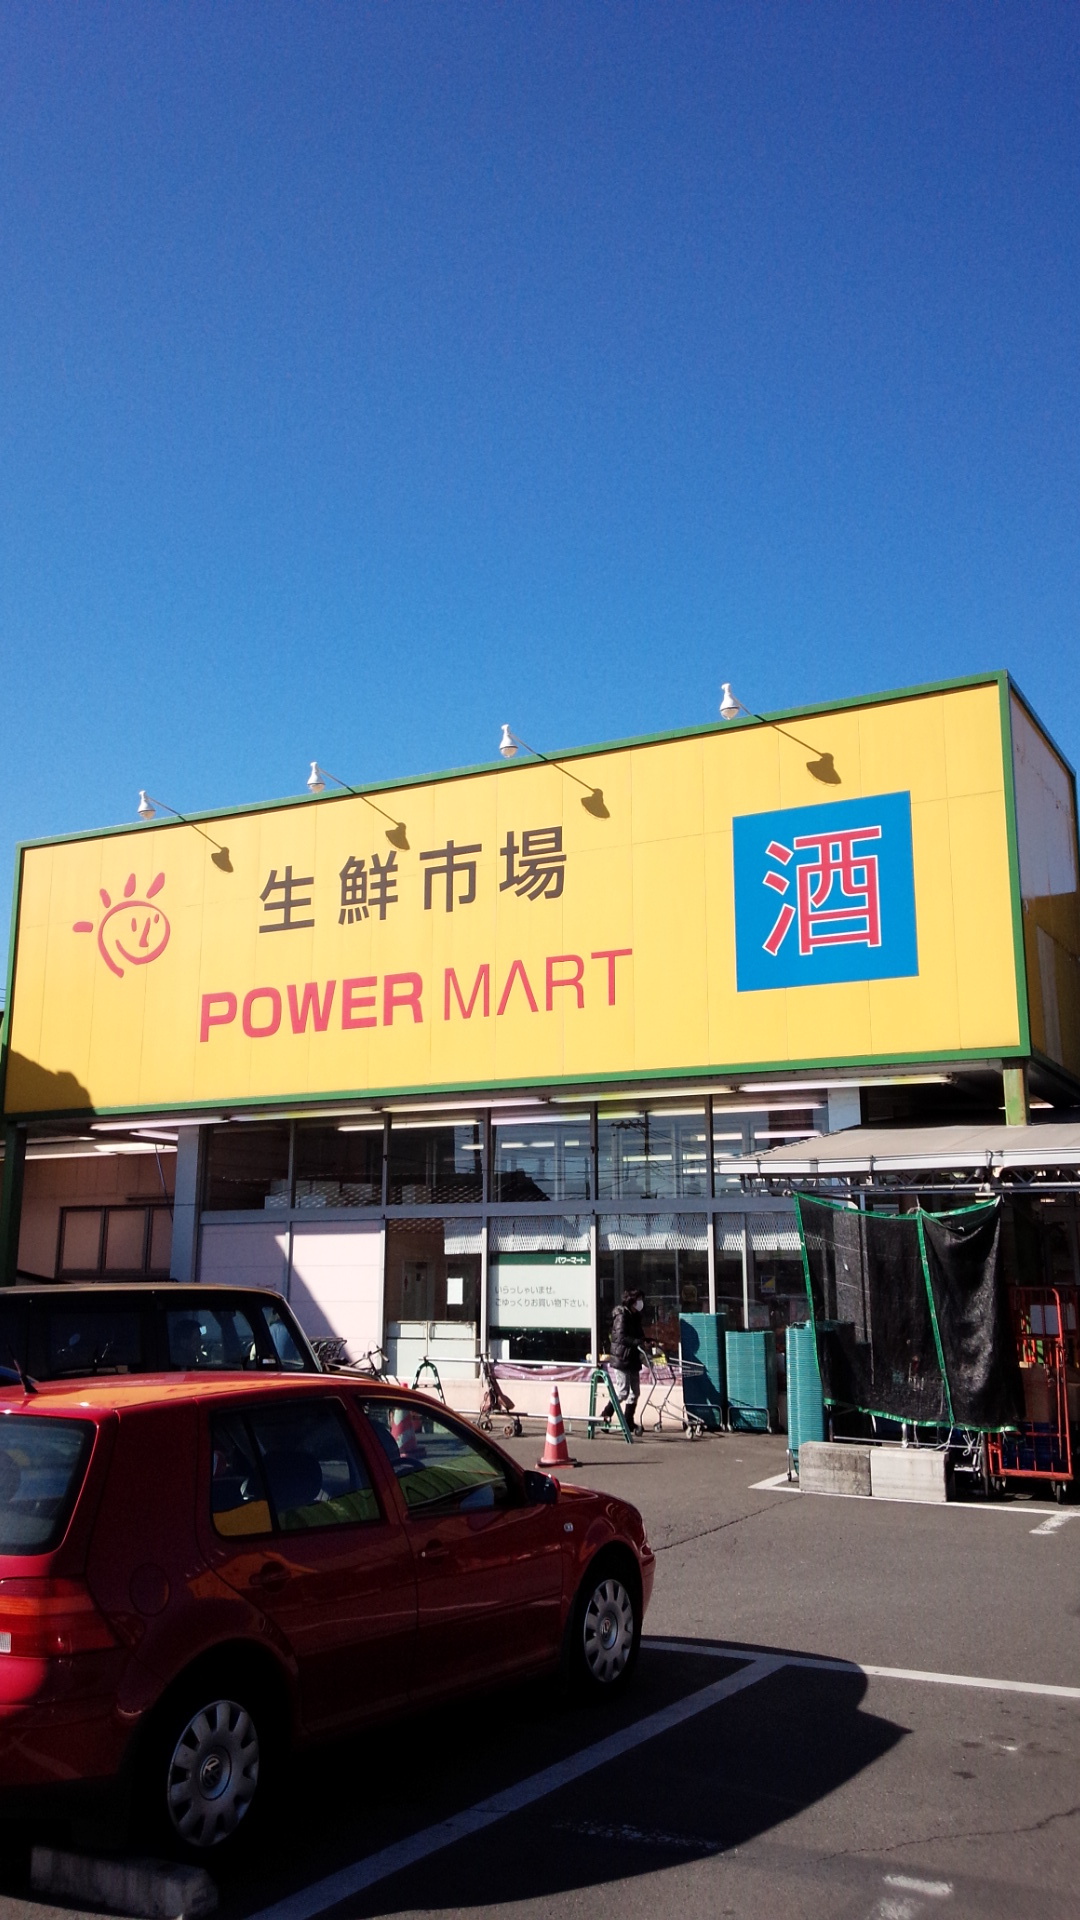 生鮮市場
POWER MART
酒
パワーマート
いらっしゃいませ。
ごゆっくりお買い物下さい。